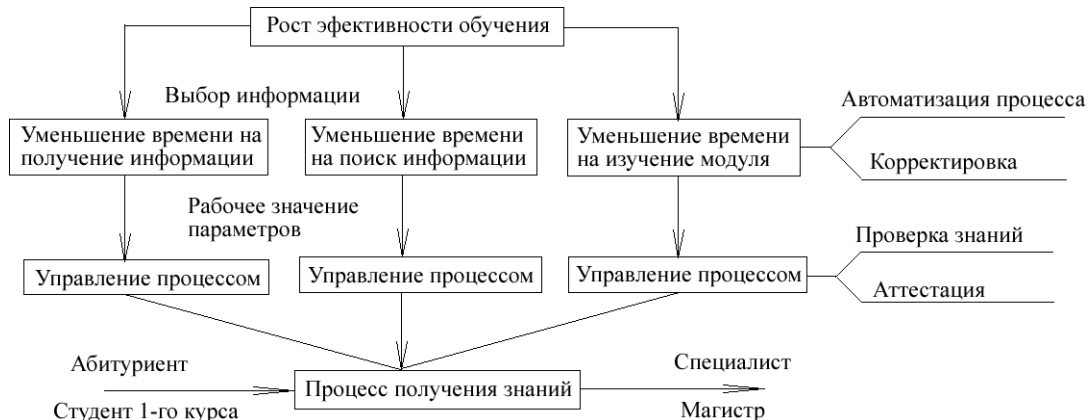 Рост эфективности обучения
Выбор информации
Автоматизация процесса
Уменьшение времени на
получение информации
Уменьшение времени
на поиск информации
Уменьшение времени
на изучение модуля
Корректировка
Рабочее значение
параметров
Проверка знаний
Управление процессом
Управление процессом
Управление процессом
Аттестация
Абитуриент
Студент 1-го курса
Процесс получения знаний
Специалист
Магистр